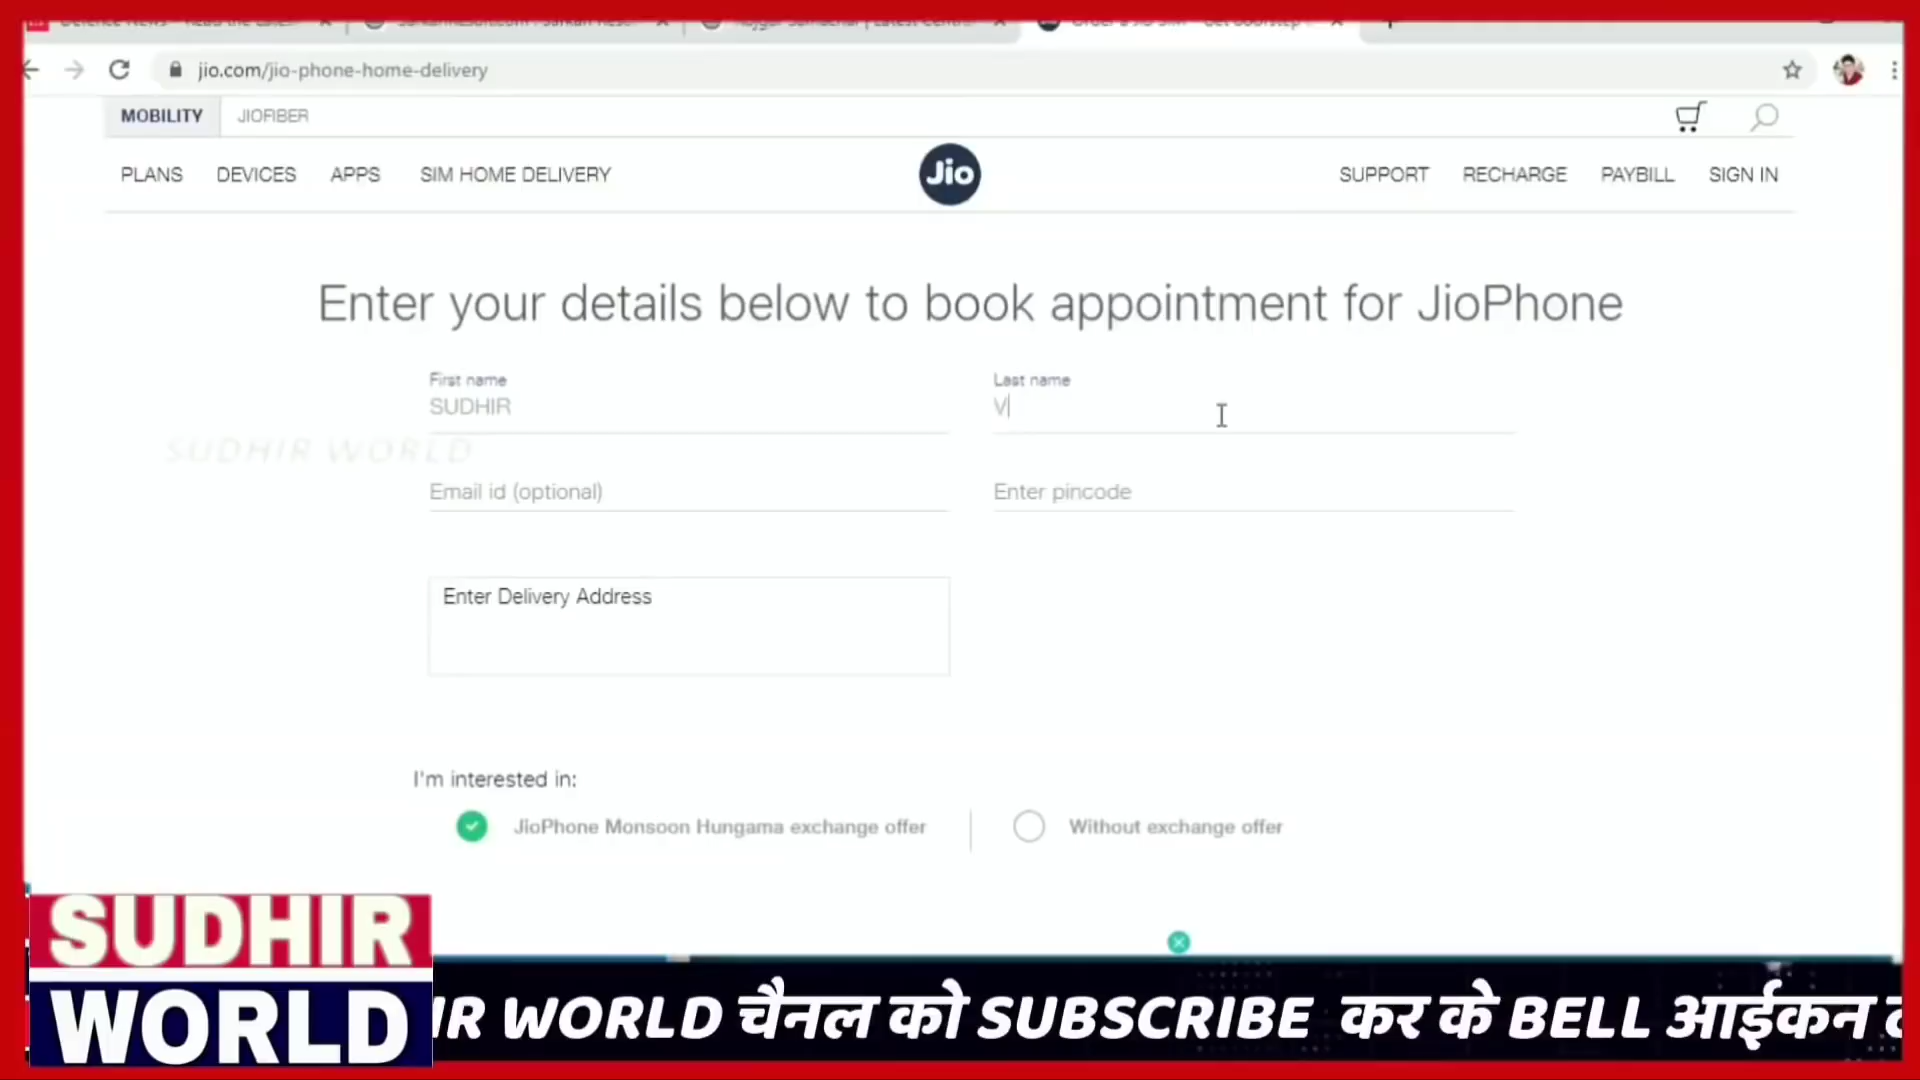 jio.com/jio-phone-home-delivery
MOBILITY JIOFIBER
PLANS DEVICES APPS SIM HOME DELIVERY Jio SUPPORT RECHARGE PAYBILL SIGN IN
Enter your details below to book appointment for JioPhone
First name Last name
SUDHIR V
SUDHIR WORLD
Email id (optional) Enter pincode
Enter Delivery Address
I'm interested in:
JioPhone Monsoon Hungama exchange offer Without exchange offer
SUDHIR
WORLD
IR WORLD चैनल को SUBSCRIBE कर के BELL आईकन